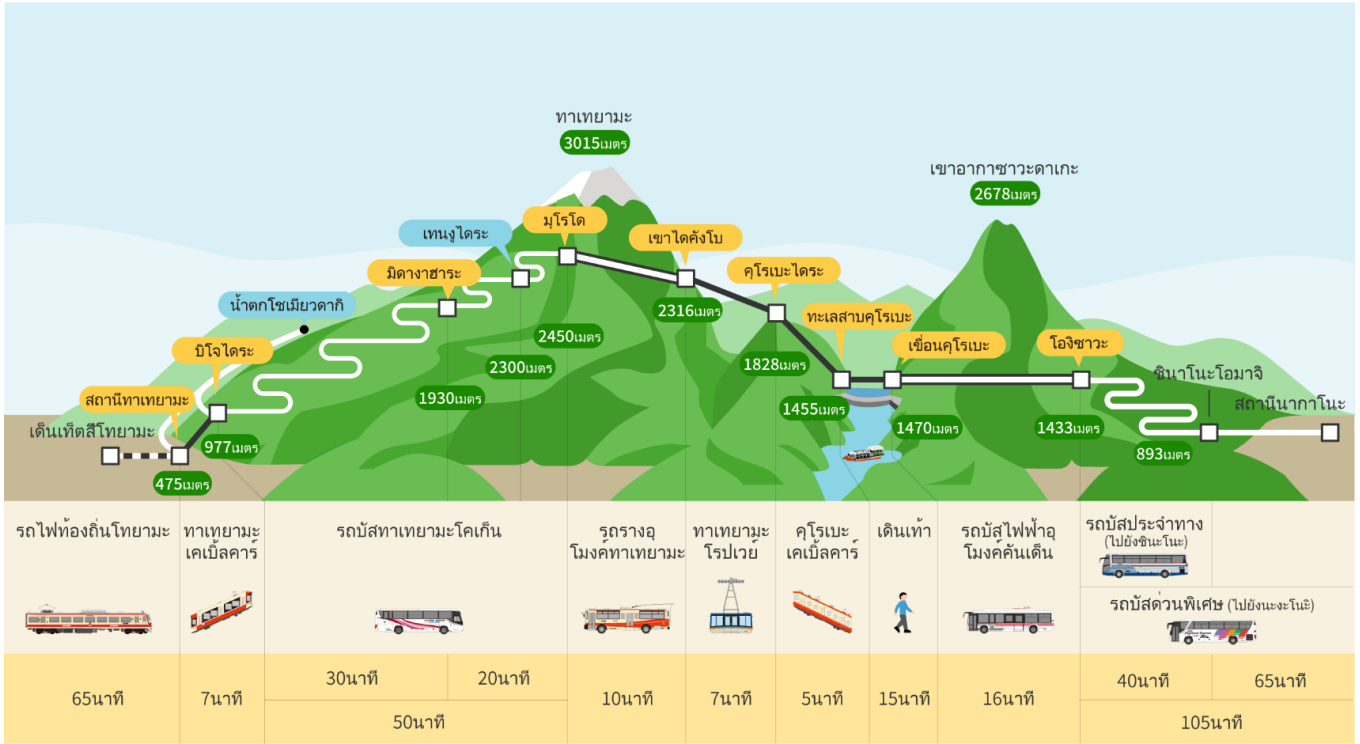 ทาเทยามะ
3015เมตร
เขาอากาซาวะดาเกะ
2678เมตร
มุโรโด
เทนงูไดระ
เขาไดคังโบ
มิดางาฮาระ
คุโรเบะไดระ
น้ำตกโชเมียวดากิ
ทะเลสาบคุโรเบะ
บิโจไดระ
เขื่อนคุโรเบะ
โองิซาวะ
สถานีทาเทยามะ
ชินาโนะโอมาจิ
สถานีนากาโนะ
เด็นเท็ตสึโทยามะ
2316เมตร
2450เมตร
2300เมตร
1828เมตร
1930เมตร
1455เมตร
1470เมตร
1433เมตร
977เมตร
893เมตร
475เมตร
รถไฟท้องถิ่นโทยามะ
ทาเทยามะ
เคเบิ้ลคาร์
รถบัสทาเทยามะโคเก็น
รถรางอุ
โมงค์ทาเทยามะ
ทาเทยามะ
โรปเวย์
คุโรเบะ
เคเบิ้ลคาร์
เดินเท้า
รถบัสไฟฟ้าอุ
โมงค์คันเด็น
รถบัสประจำทาง
(ไปยังชินะโนะ)
รถบัสด่วนพิเศษ (ไปยังนะงะโนะ)
65นาที
7นาที
30นาที
20นาที
50นาที
10นาที
7นาที
5นาที
15นาที
16นาที
40นาที
65นาที
105นาที